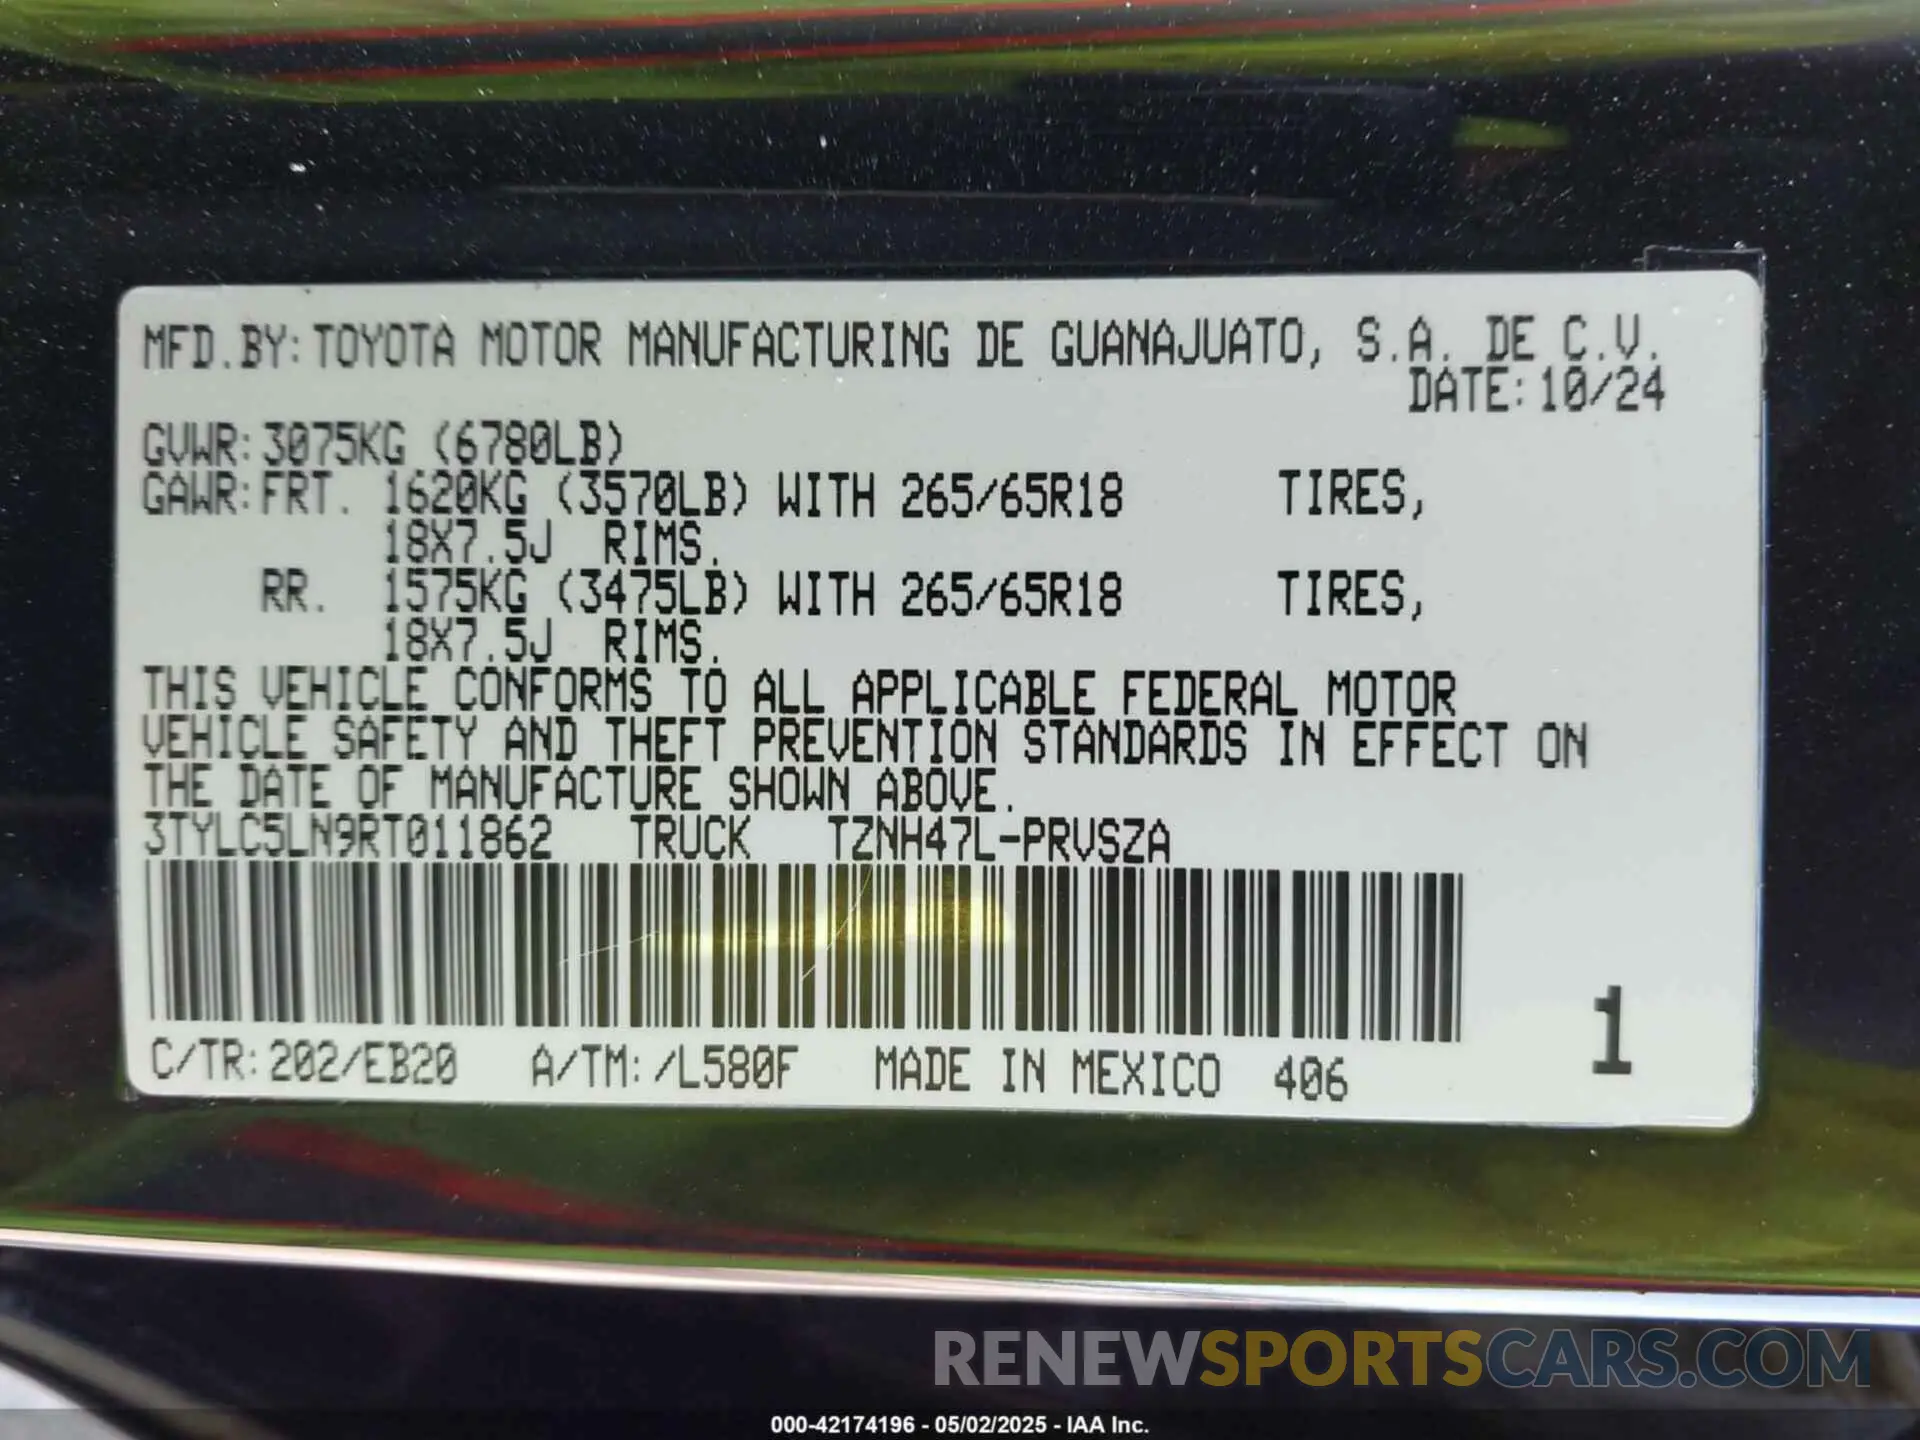 MFD.BY: TOYOTA MOTOR MANUFACTURING DE GUANAJUATO, S.A. DE C.V.
DATE: 10/24
GVWR: 3075KG (6780LB)
GAWR: FRT. 1620KG (3570LB) WITH 265/65R18 TIRES,
18X7.5J RIMS.
RR. 1575KG (3475LB) WITH 265/65R18 TIRES,
18X7.5J RIMS.
THIS VEHICLE CONFORMS TO ALL APPLICABLE FEDERAL MOTOR
VEHICLE SAFETY AND THEFT PREVENTION STANDARDS IN EFFECT ON
THE DATE OF MANUFACTURE SHOWN ABOVE.
3TYLC5LN9RT011862 TRUCK TZNH47L-PRVSZA
1
C/TR: 202/EB20 A/TM: /L580F MADE IN MEXICO 406
RENEWSPORTSCARS.COM
000-42174196 - 05/02/2025 - IAA Inc.